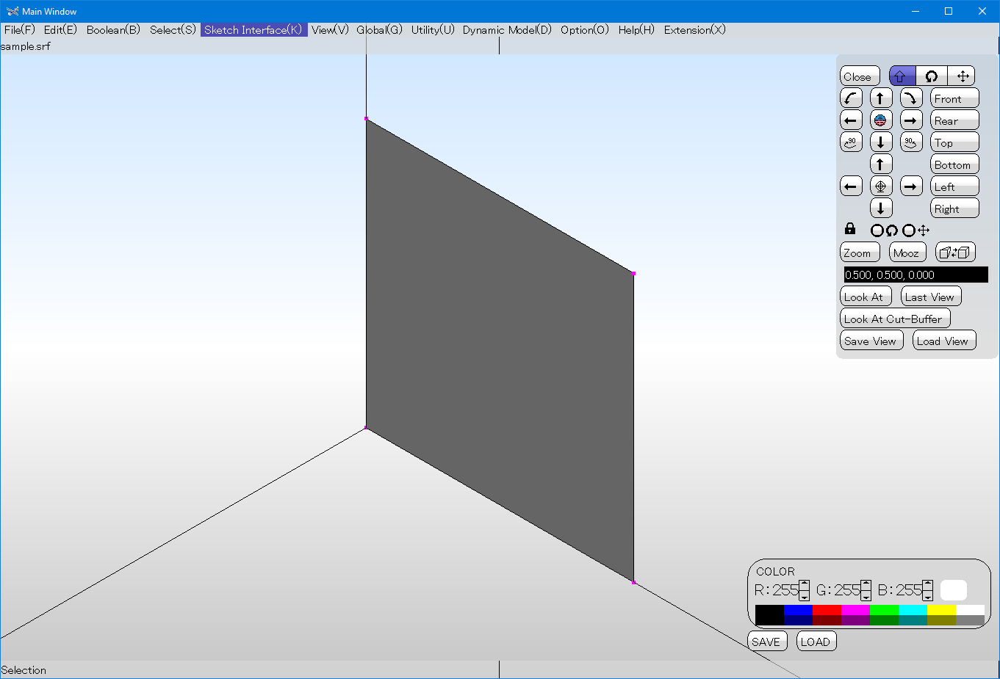 Main Window
File(F) Edit(E) Boolean(B) Select(S) Sketch Interface(K) View(V) Global(G) Utility(U) Dynamic Model(D) Option(O) Help(H) Extension(X)
sample.srf
Close
Front
Rear
90 90 Top
Bottom
Left
Right
Zoom Mooz
0.500, 0.500, 0.000
Look At Last View
Look At Cut-Buffer
Save View Load View
COLOR
R:255 G:255 B:255
SAVE LOAD
Selection